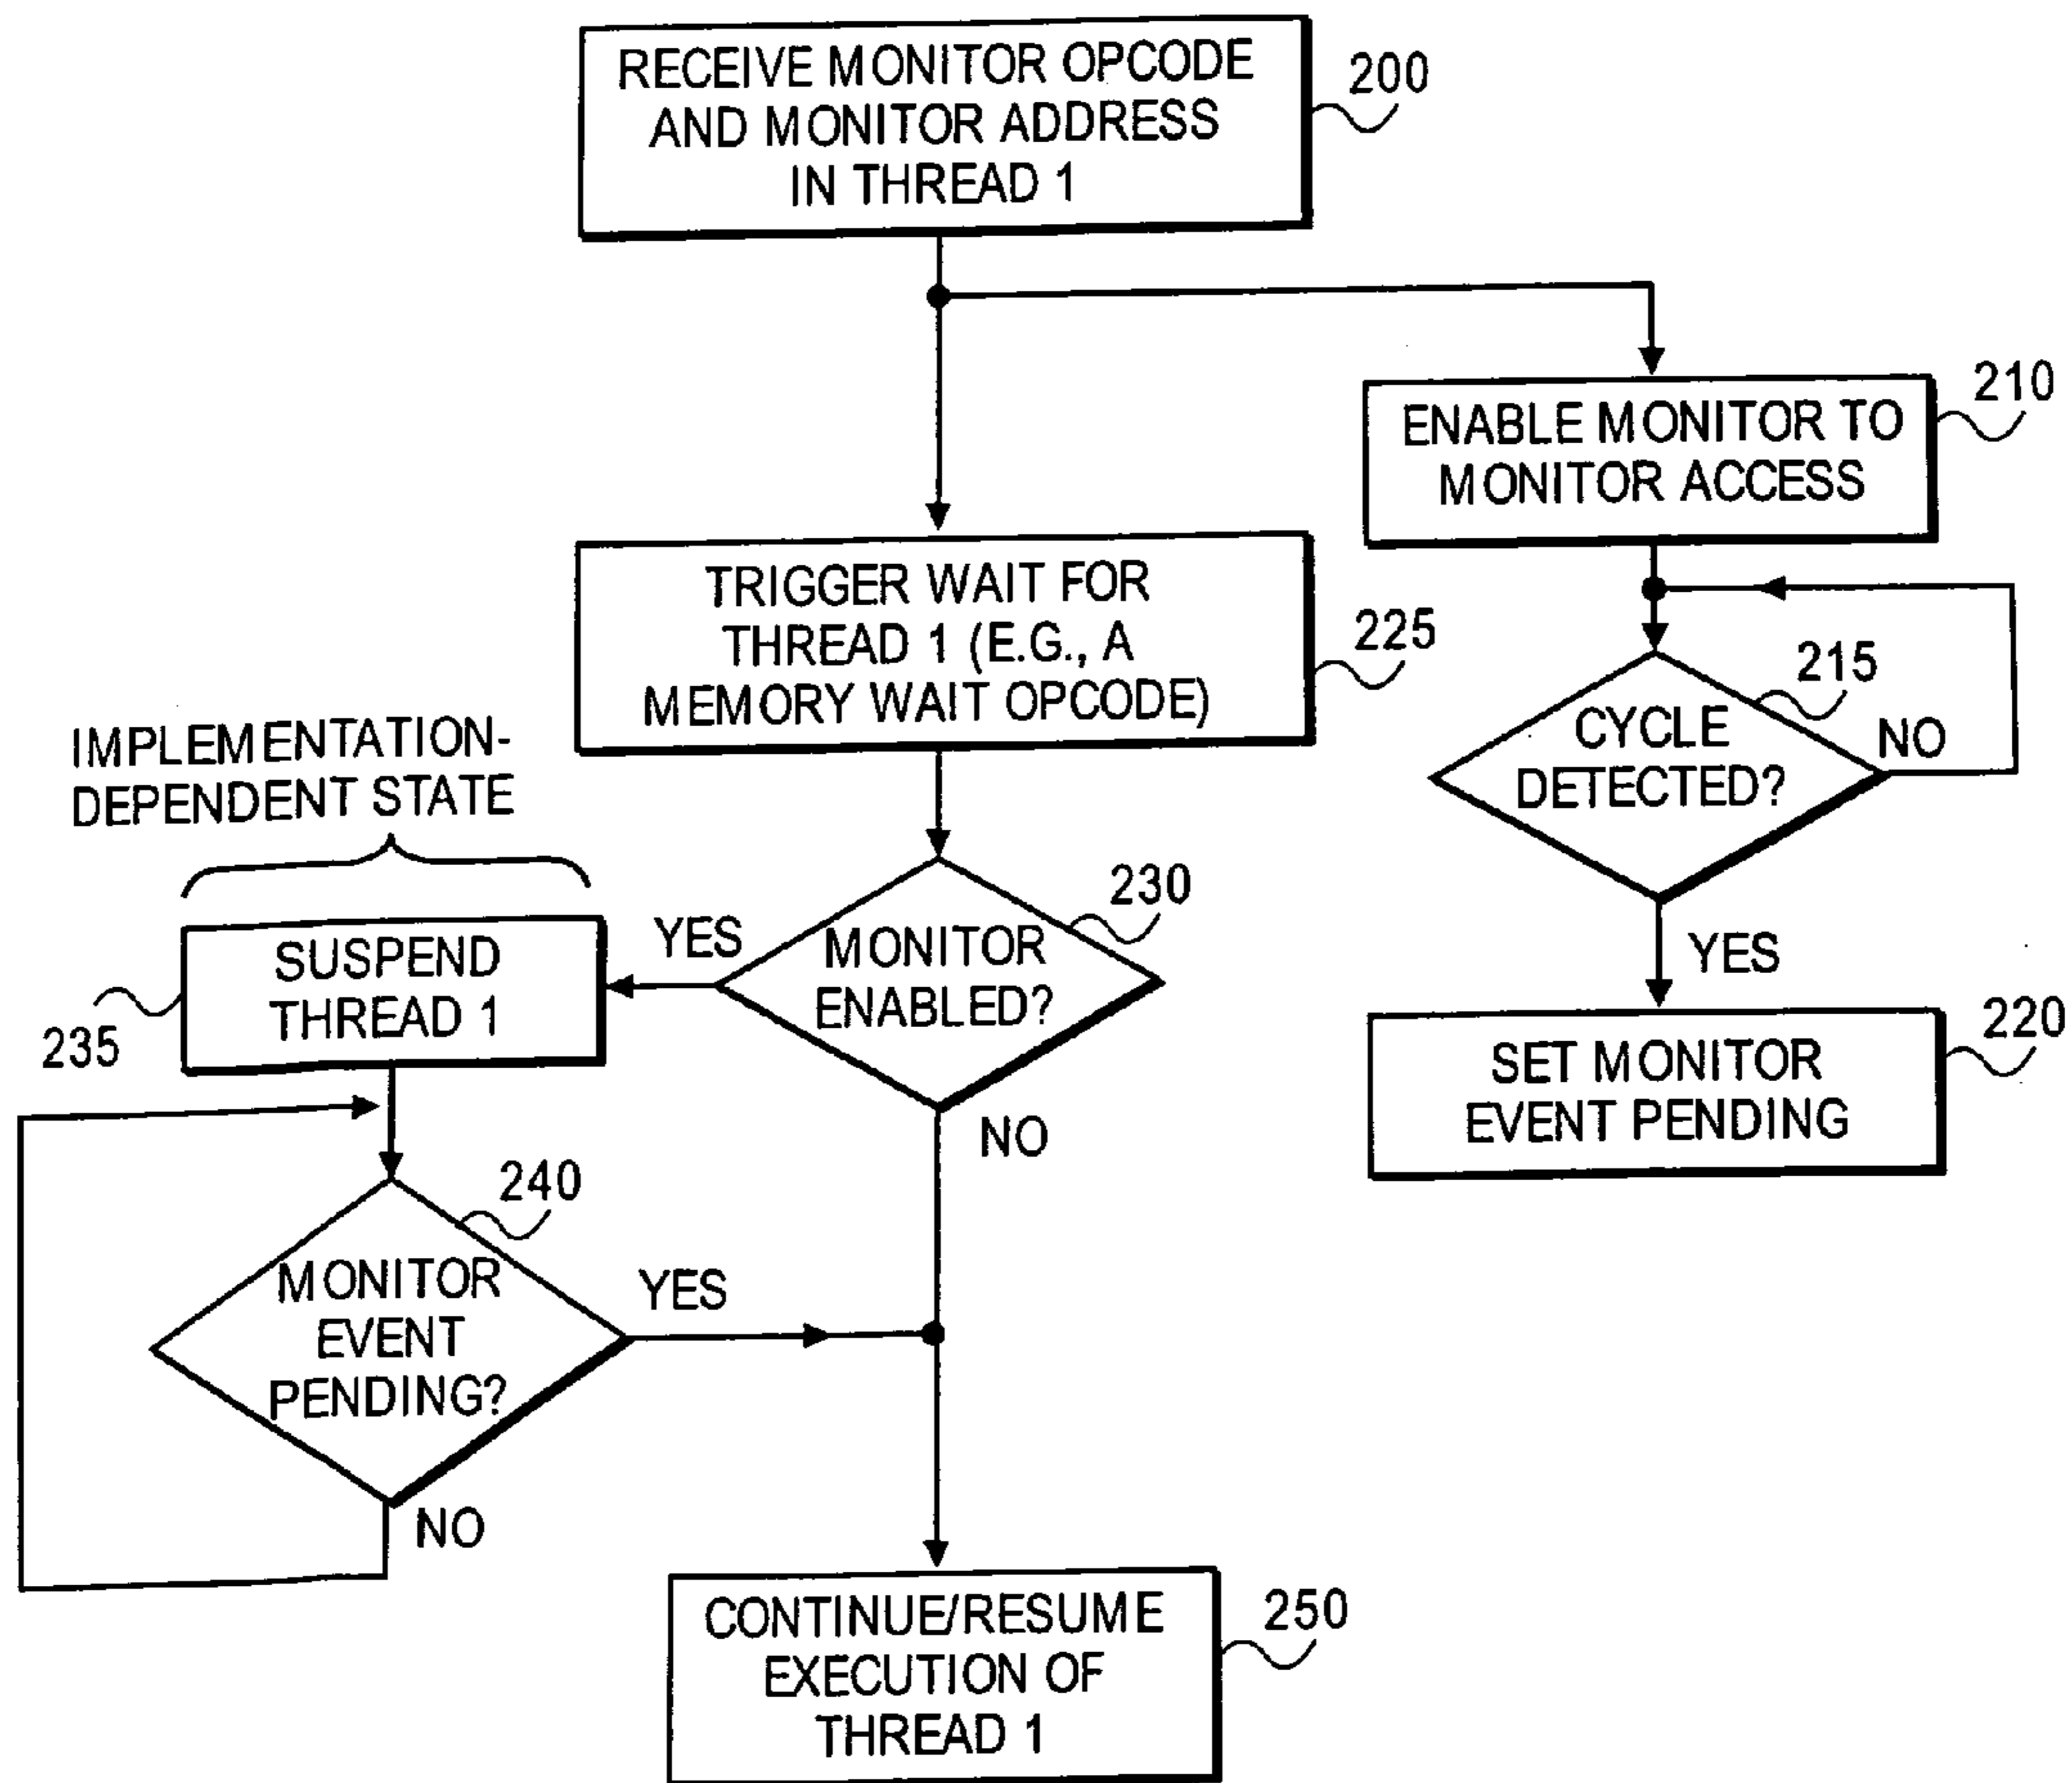 RECEIVE MONITOR OPCODE
AND MONITOR ADDRESS
IN THREAD 1
200
ENABLE MONITOR TO
MONITOR ACCESS
210
TRIGGER WAIT FOR
THREAD 1 (E.G., A
MEMORY WAIT OPCODE)
225
CYCLE
DETECTED?
215
NO
YES
IMPLEMENTATION-
DEPENDENT STATE
SUSPEND
THREAD 1
235
YES
MONITOR
ENABLED?
230
NO
SET MONITOR
EVENT PENDING
220
MONITOR
EVENT
PENDING?
240
YES
NO
CONTINUE/RESUME
EXECUTION OF
THREAD 1
250